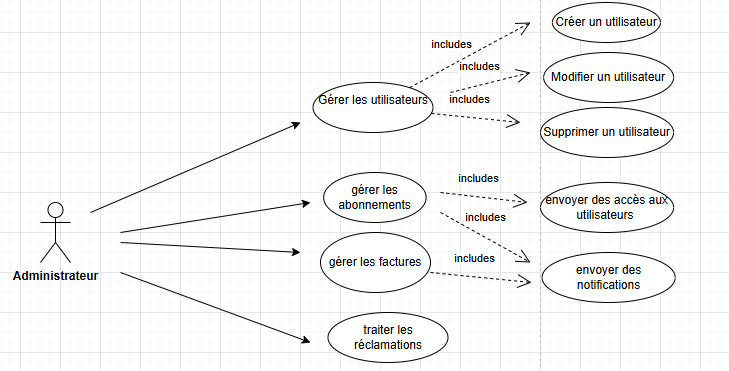 Créer un utilisateur
includes
includes
Modifier un utilisateur
Gérer les utilisateurs
includes
Supprimer un utilisateur
gérer les
abonnements
includes
envoyer des accès aux
utilisateurs
includes
gérer les factures
includes
envoyer des
notifications
Administrateur
traiter les
réclamations